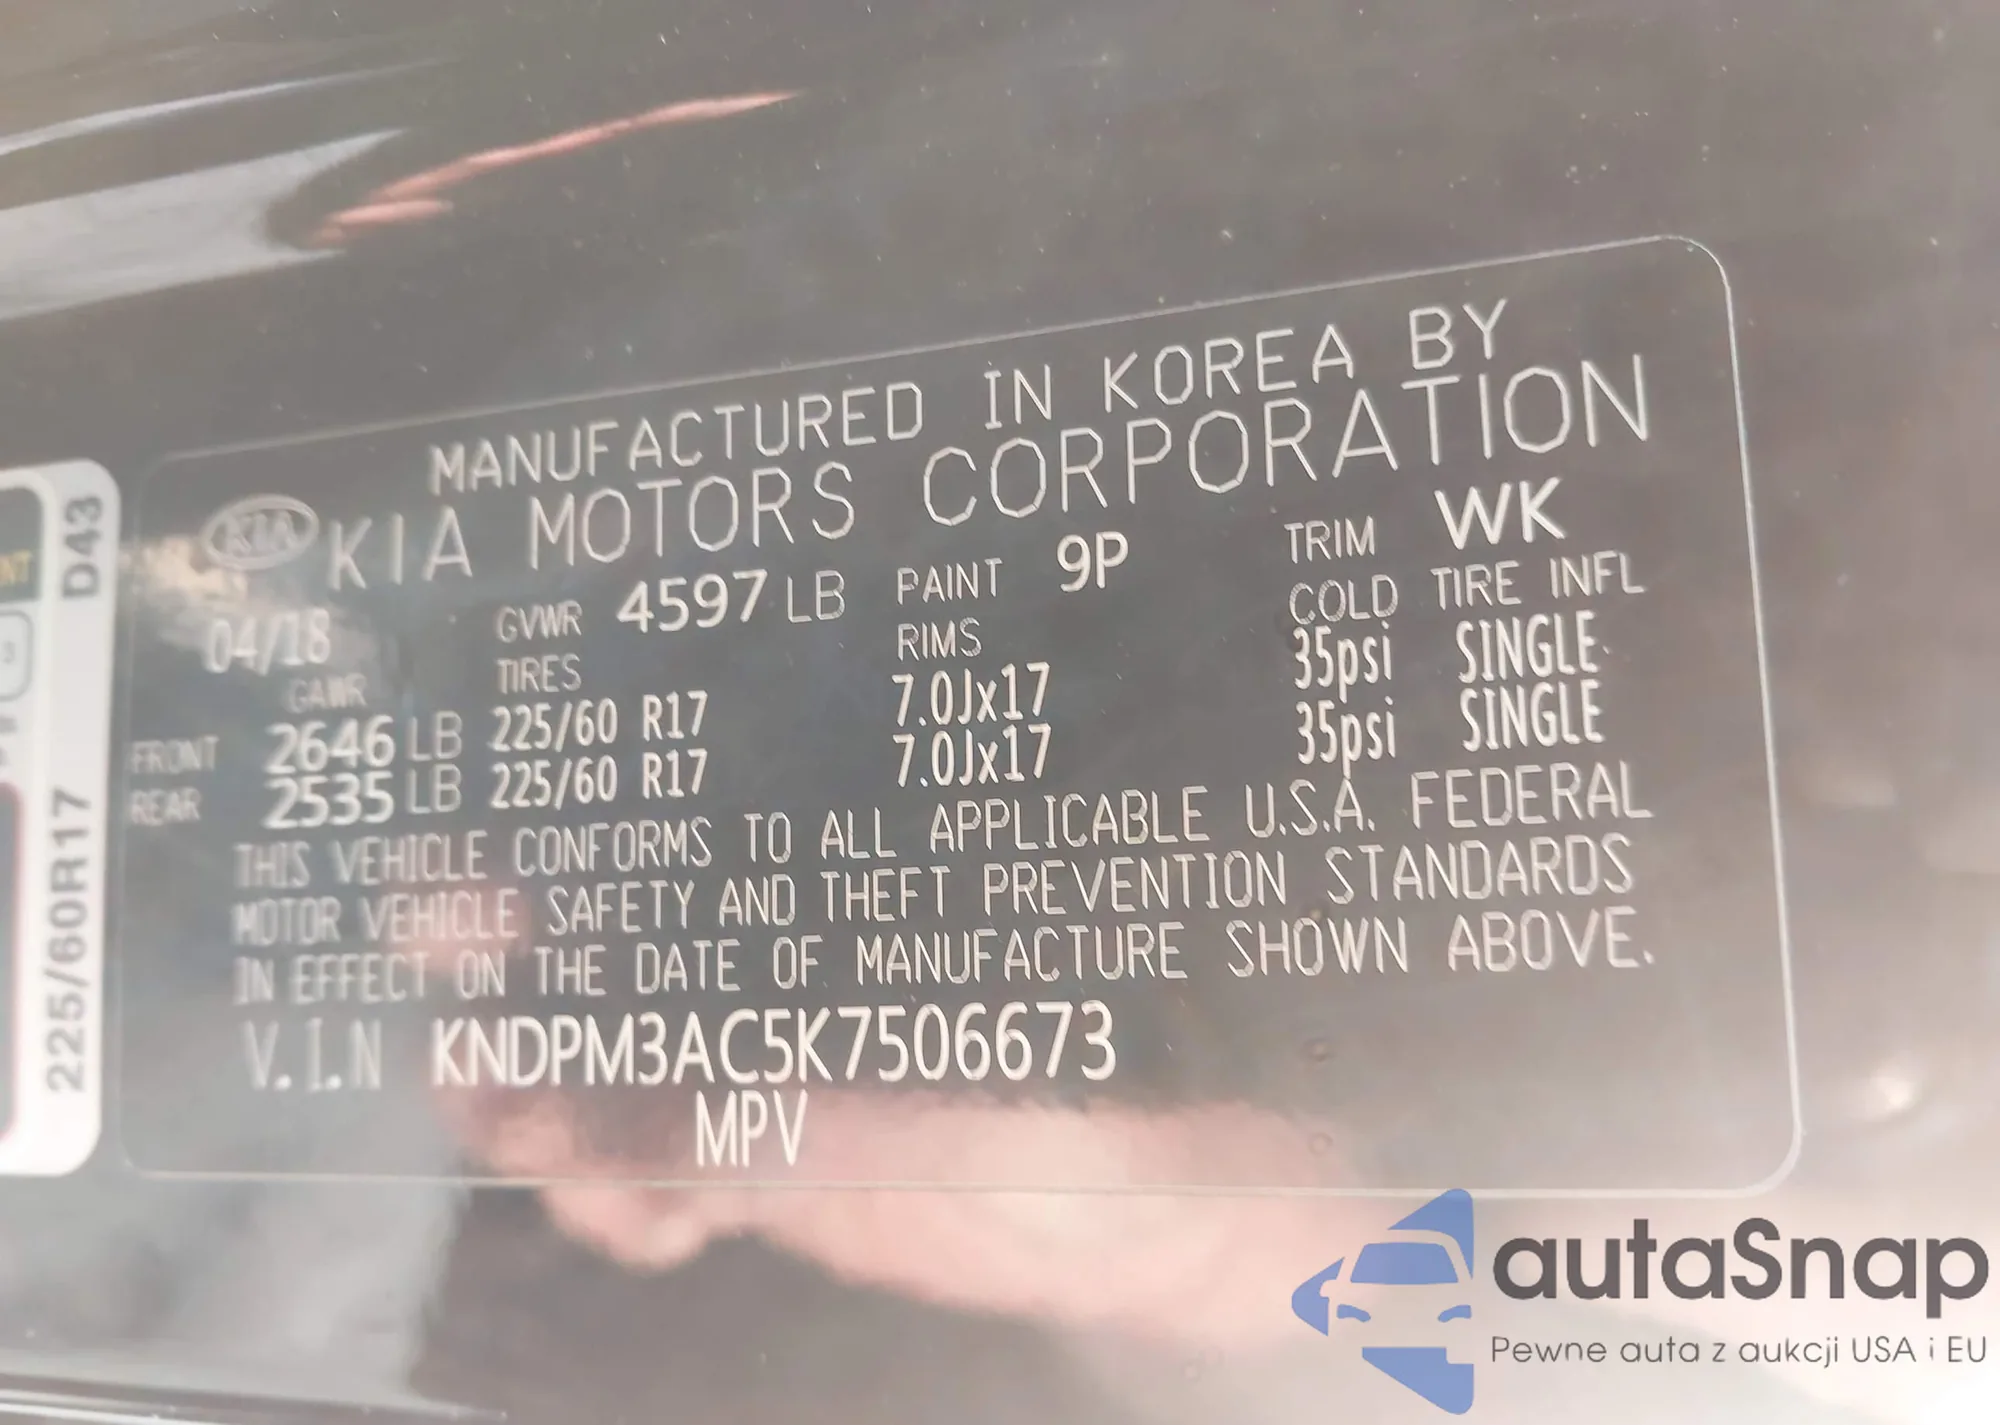 MANUFACTURED IN KOREA BY
KIA KIA MOTORS CORPORATION
04/18 GVWR 4597 LB PAINT 9P TRIM WK
GAWR TIRES RIMS COLD TIRE INFL
FRONT 2646 LB 225/60 R17 7.0Jx17 35psi SINGLE
REAR 2535 LB 225/60 R17 7.0Jx17 35psi SINGLE
THIS VEHICLE CONFORMS TO ALL APPLICABLE U.S.A. FEDERAL
MOTOR VEHICLE SAFETY AND THEFT PREVENTION STANDARDS
IN EFFECT ON THE DATE OF MANUFACTURE SHOWN ABOVE.
V.I.N KNDPM3AC5K7506673
MPV
D43
225/60R17
autaSnap
Pewne auta z aukcji USA i EU